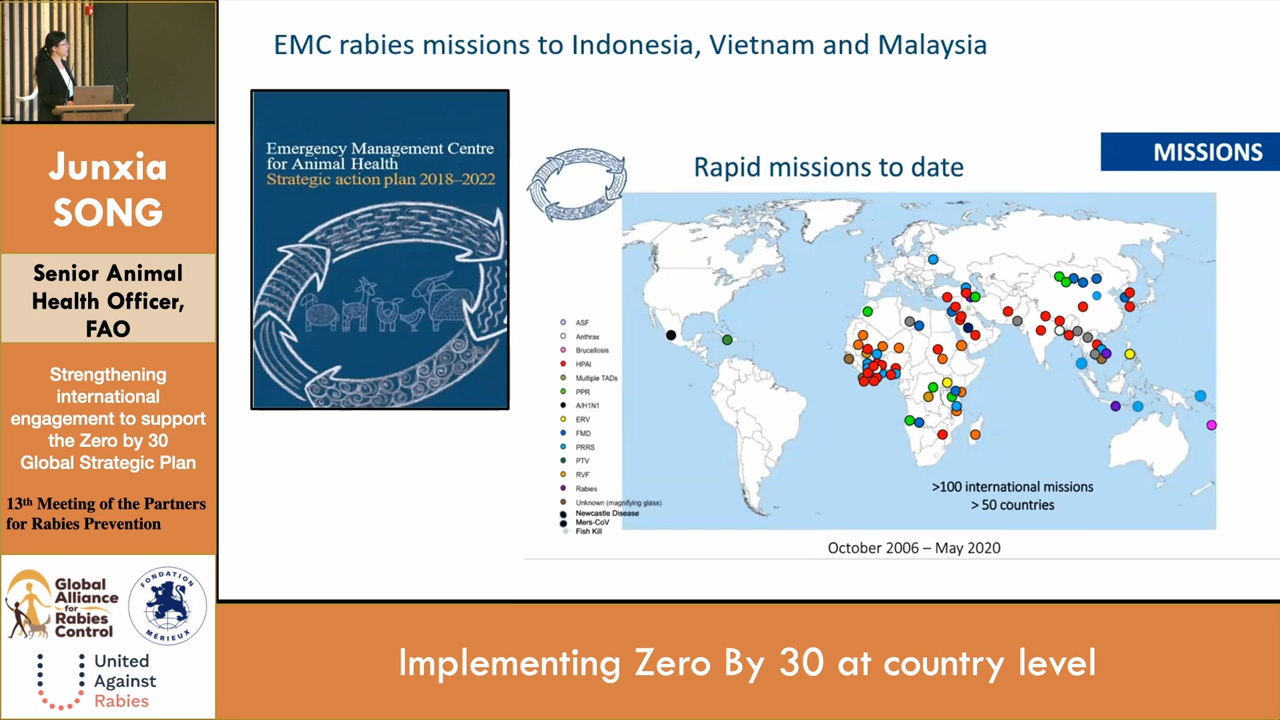 Junxia
SONG
Senior Animal
Health Officer,
FAO
Strengthening
international
engagement to support
the Zero by 30
Global Strategic Plan
13th Meeting of the Partners
for Rabies Prevention
Global
Alliance
for
Rabies
Control
FONDATION
MÉRIEUX
United
Against
Rabies
EMC rabies missions to Indonesia, Vietnam and Malaysia
Emergency Management Centre
for Animal Health
Strategic action plan 2018–2022
MISSIONS
Rapid missions to date
ASF
Anthrax
Brucellosis
HPAI
Multiple TADs
PPR
A/H1N1
ERV
FMD
PRRS
PTV
RVF
Rabies
Unknown (magnifying glass)
Newcastle Disease
Mers-CoV
Fish Kill
>100 international missions
> 50 countries
October 2006 – May 2020
Implementing Zero By 30 at country level